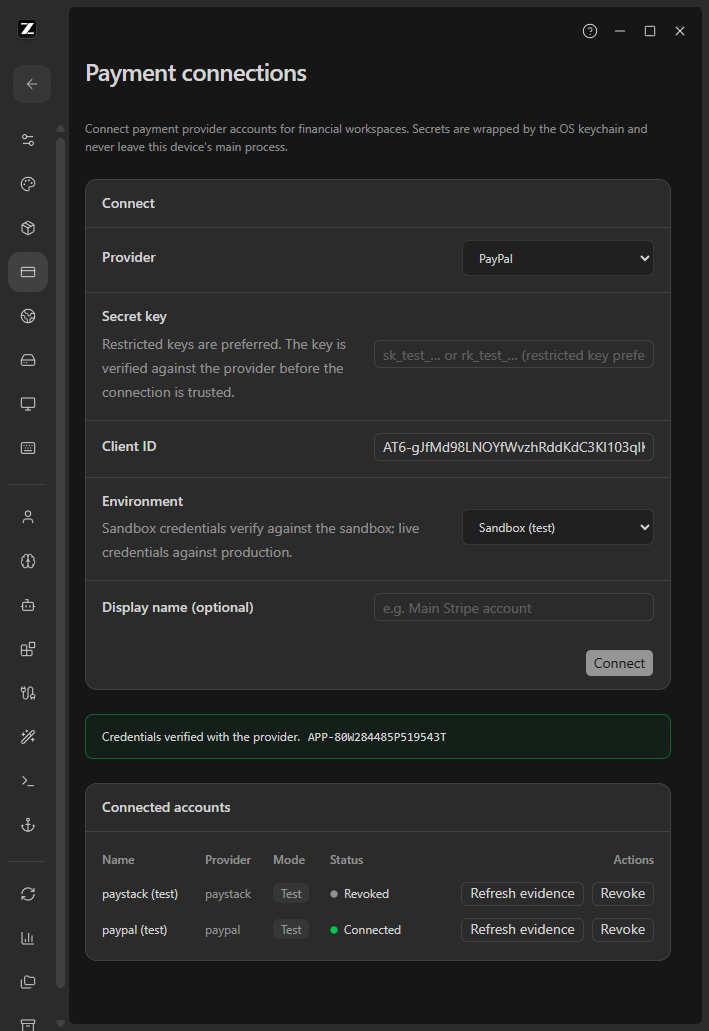 Z
Payment connections
Connect payment provider accounts for financial workspaces. Secrets are wrapped by the OS keychain and
never leave this device's main process.
Connect
Provider
PayPal
Secret key
Restricted keys are preferred. The key is
verified against the provider before the
connection is trusted.
sk_test_... or rk_test_... (restricted key prefe
Client ID
AT6-gJfMd98LNOYfWvzhRddKdC3KI103qlk
Environment
Sandbox credentials verify against the sandbox; live
credentials against production.
Sandbox (test)
Display name (optional)
e.g. Main Stripe account
Connect
Credentials verified with the provider. APP-80W284485P519543T
Connected accounts
Name Provider Mode Status Actions
paystack (test) paystack Test Revoked Refresh evidence Revoke
paypal (test) paypal Test Connected Refresh evidence Revoke